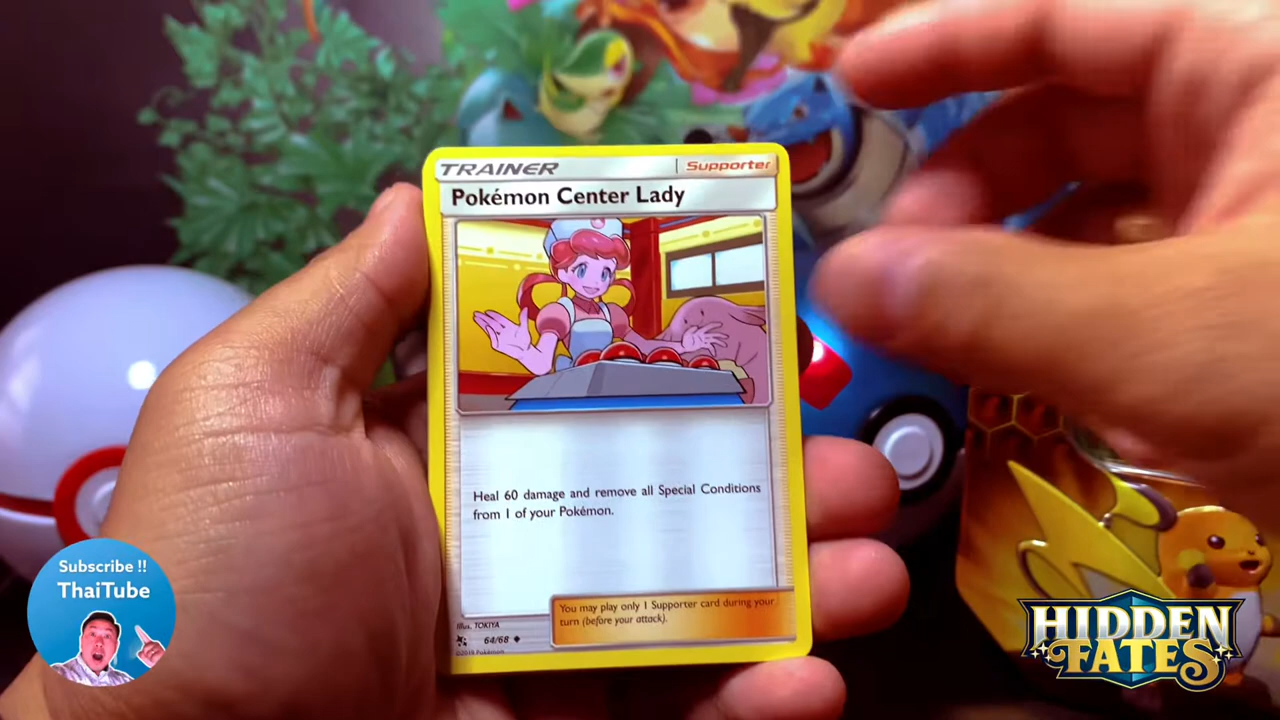 TRAINER
Supporter
Pokémon Center Lady
Heal 60 damage and remove all Special Conditions
from 1 of your Pokémon.
You may play only 1 Supporter card during your
turn (before your attack).
Illus. TOKIYA
64/68
©2019 Pokémon
Subscribe !!
ThaiTube
HIDDEN
FATES